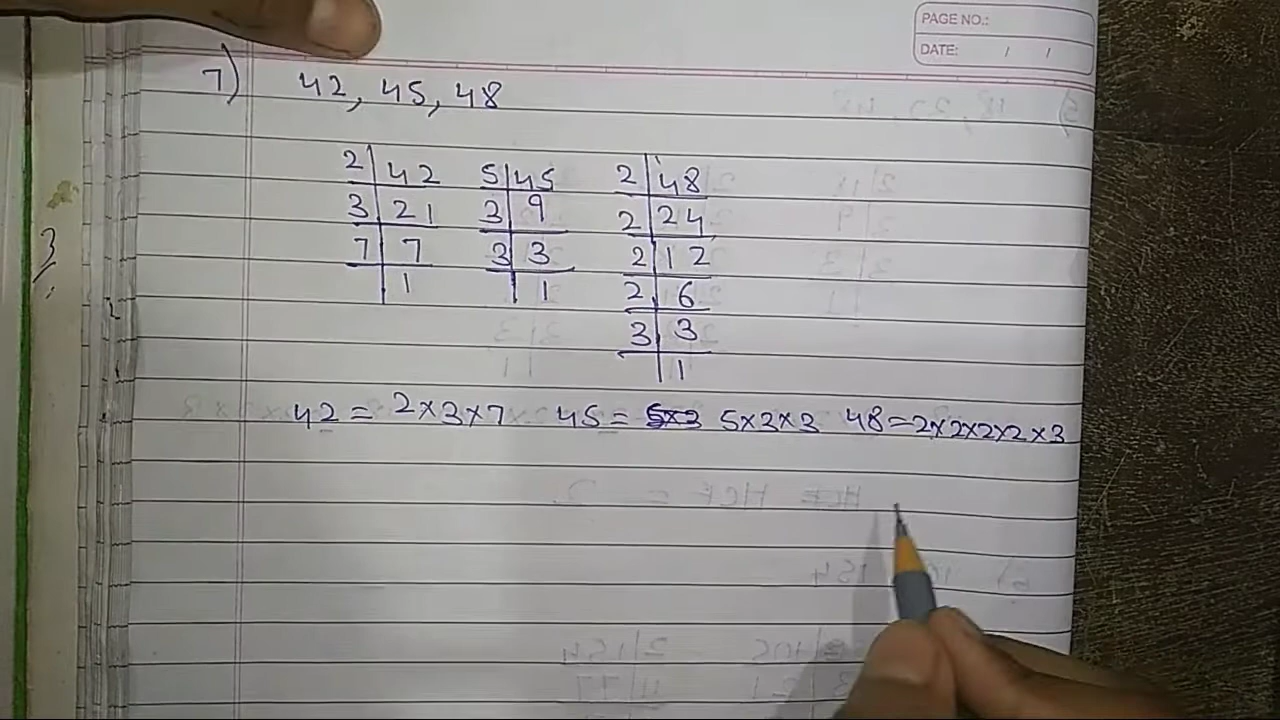 PAGE NO.:
DATE: / /
7) 42, 45, 48
2 | 42 5 | 45 2 | 48
3 | 21 3 | 9 2 | 24
7 | 7 3 | 3 2 | 12
| 1 | 1 2 | 6
3 | 3
| 1
42 = 2×3×7 45 = 5×3 5×3×3 48=2×2×2×2×3
3